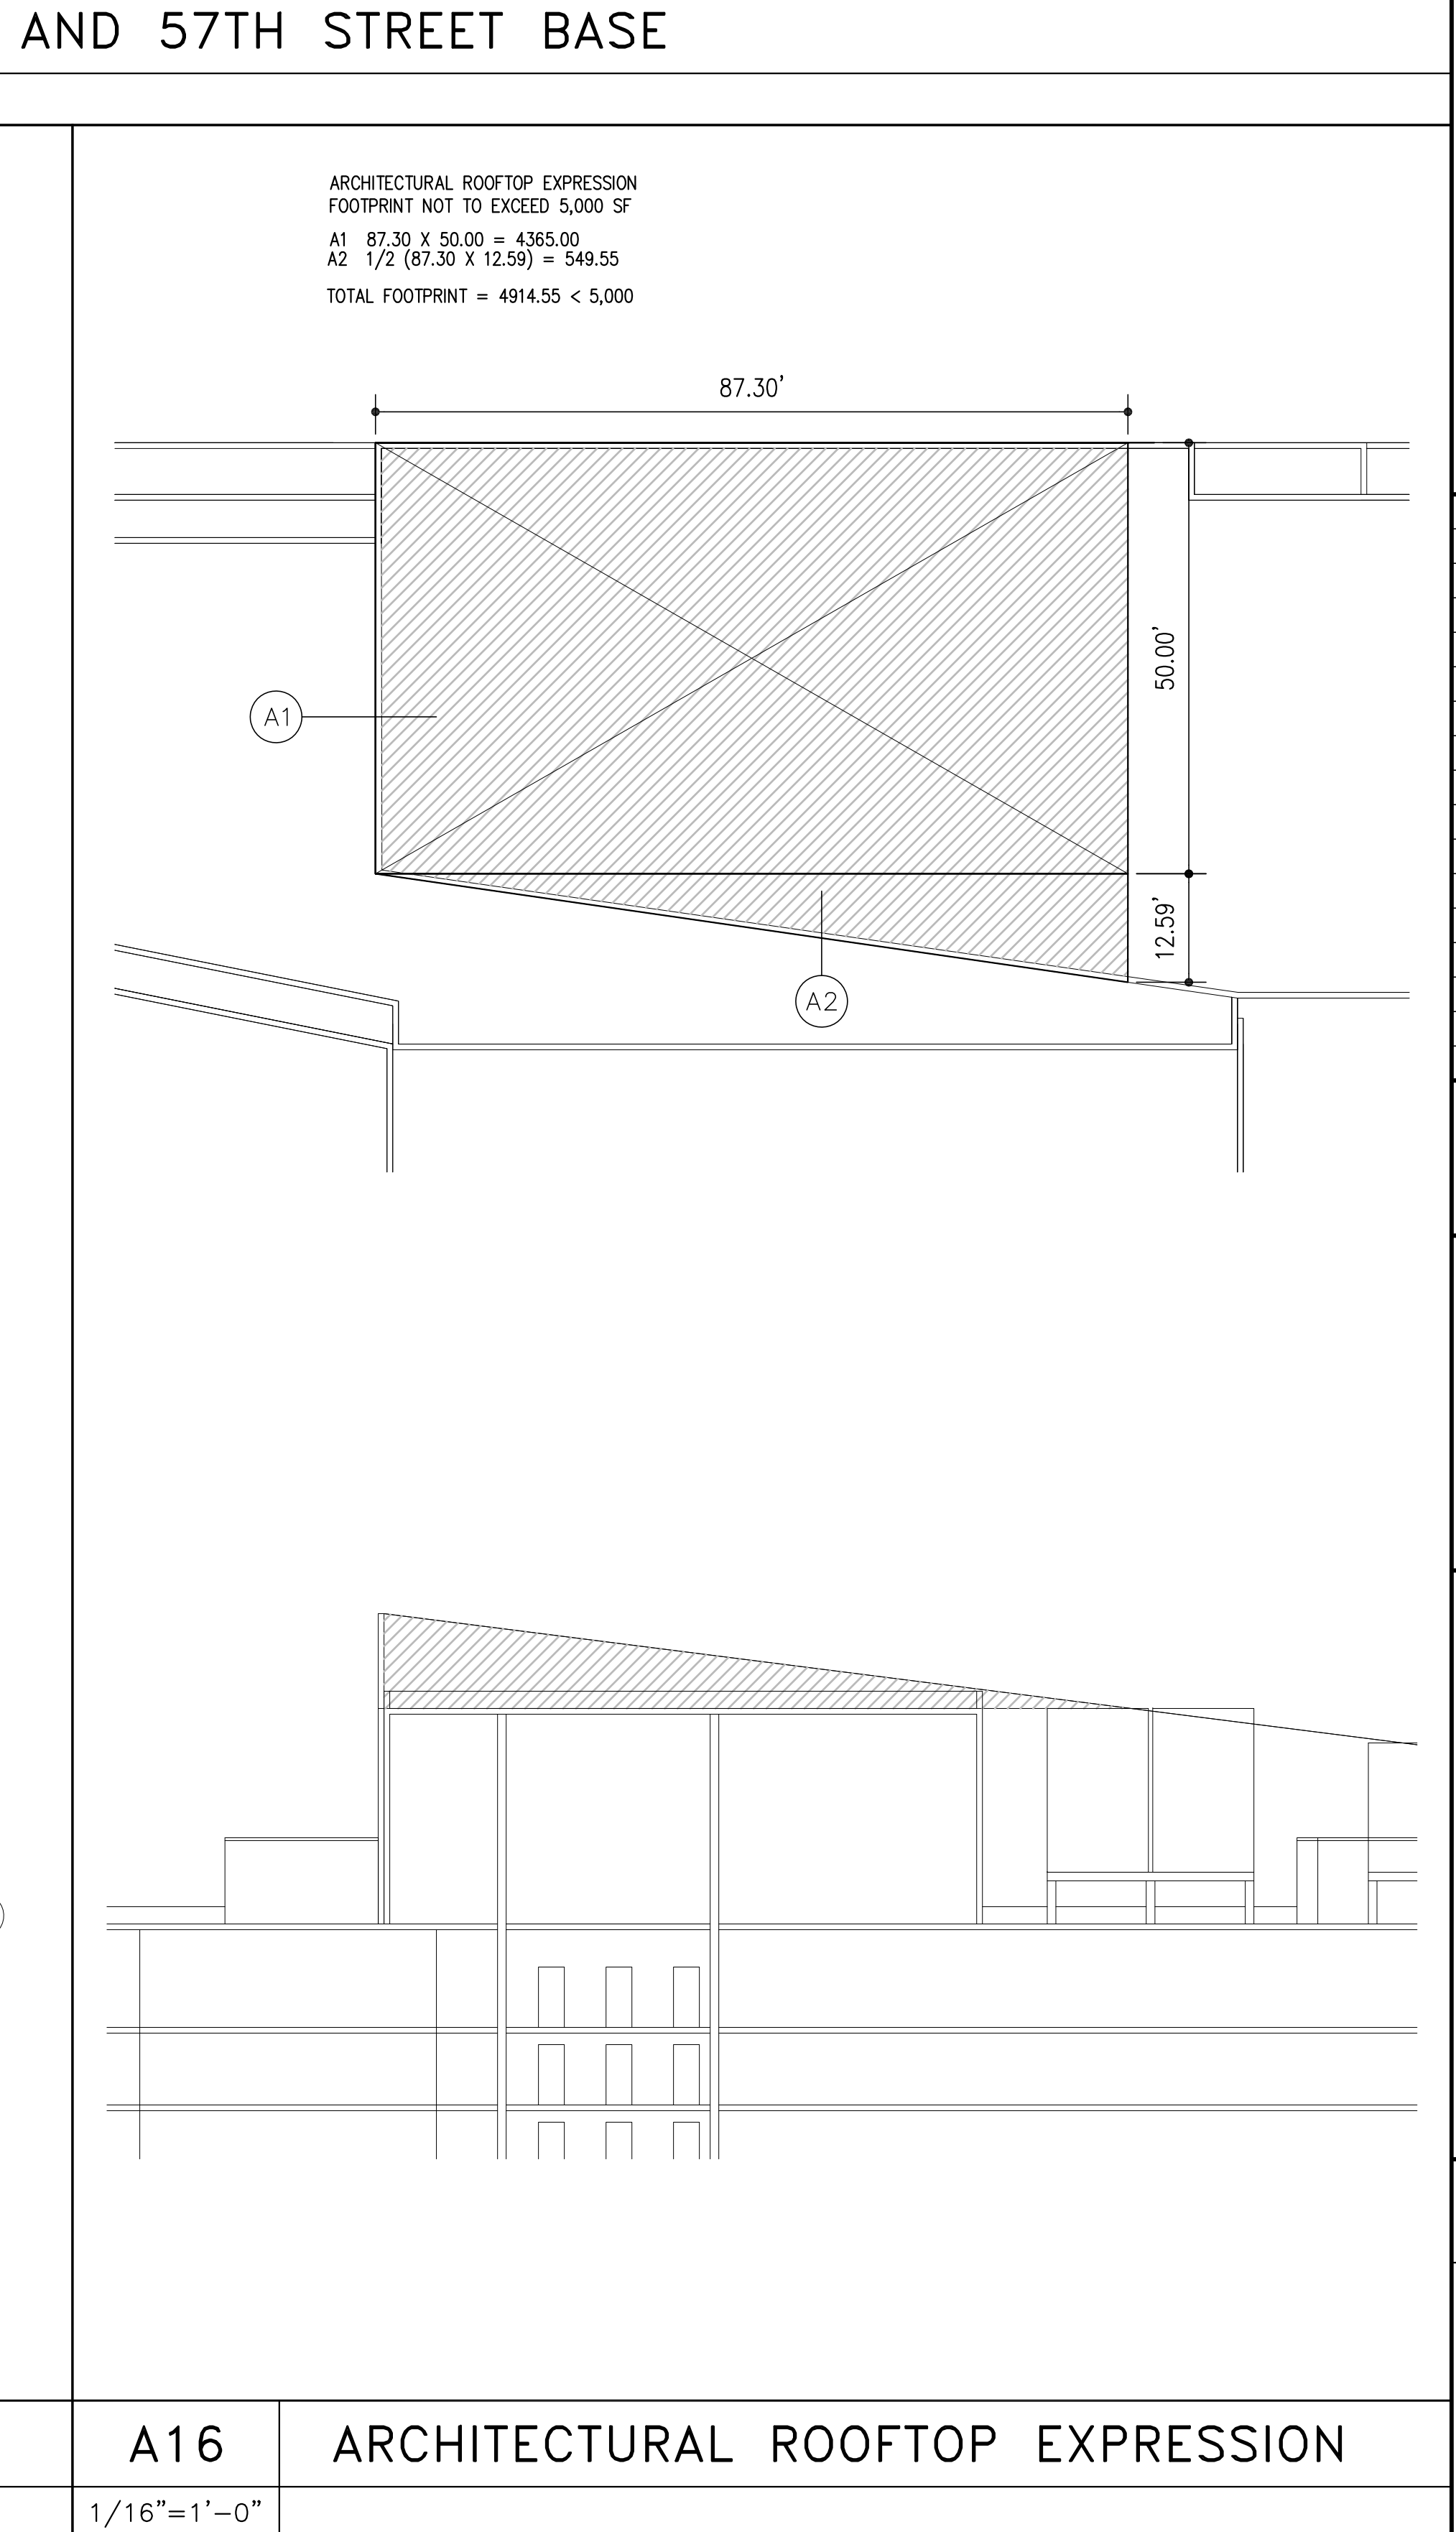 AND 57TH STREET BASE
ARCHITECTURAL ROOFTOP EXPRESSION
FOOTPRINT NOT TO EXCEED 5,000 SF
A1 87.30 X 50.00 = 4365.00
A2 1/2 (87.30 X 12.59) = 549.55
TOTAL FOOTPRINT = 4914.55 < 5,000
87.30'
50.00'
A1
12.59'
A2
A16 ARCHITECTURAL ROOFTOP EXPRESSION
1/16"=1'-0"